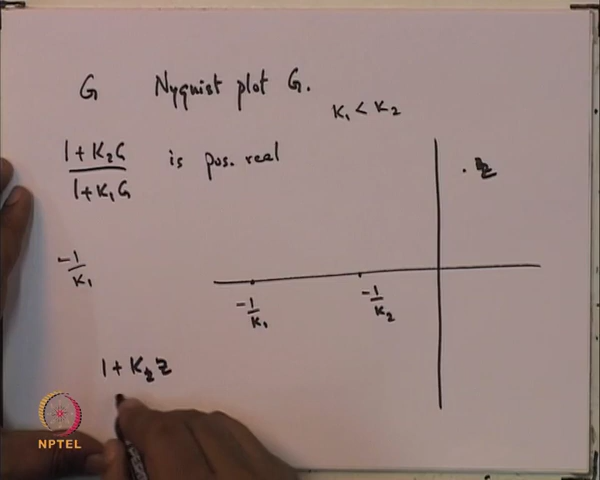 G Nyquist plot G.
K₁ < K₂
1+K₂G is pos. real
1+K₁G
. z
-1
K₁
-1
K₁
-1
K₂
1 + K₂ z
NPTEL